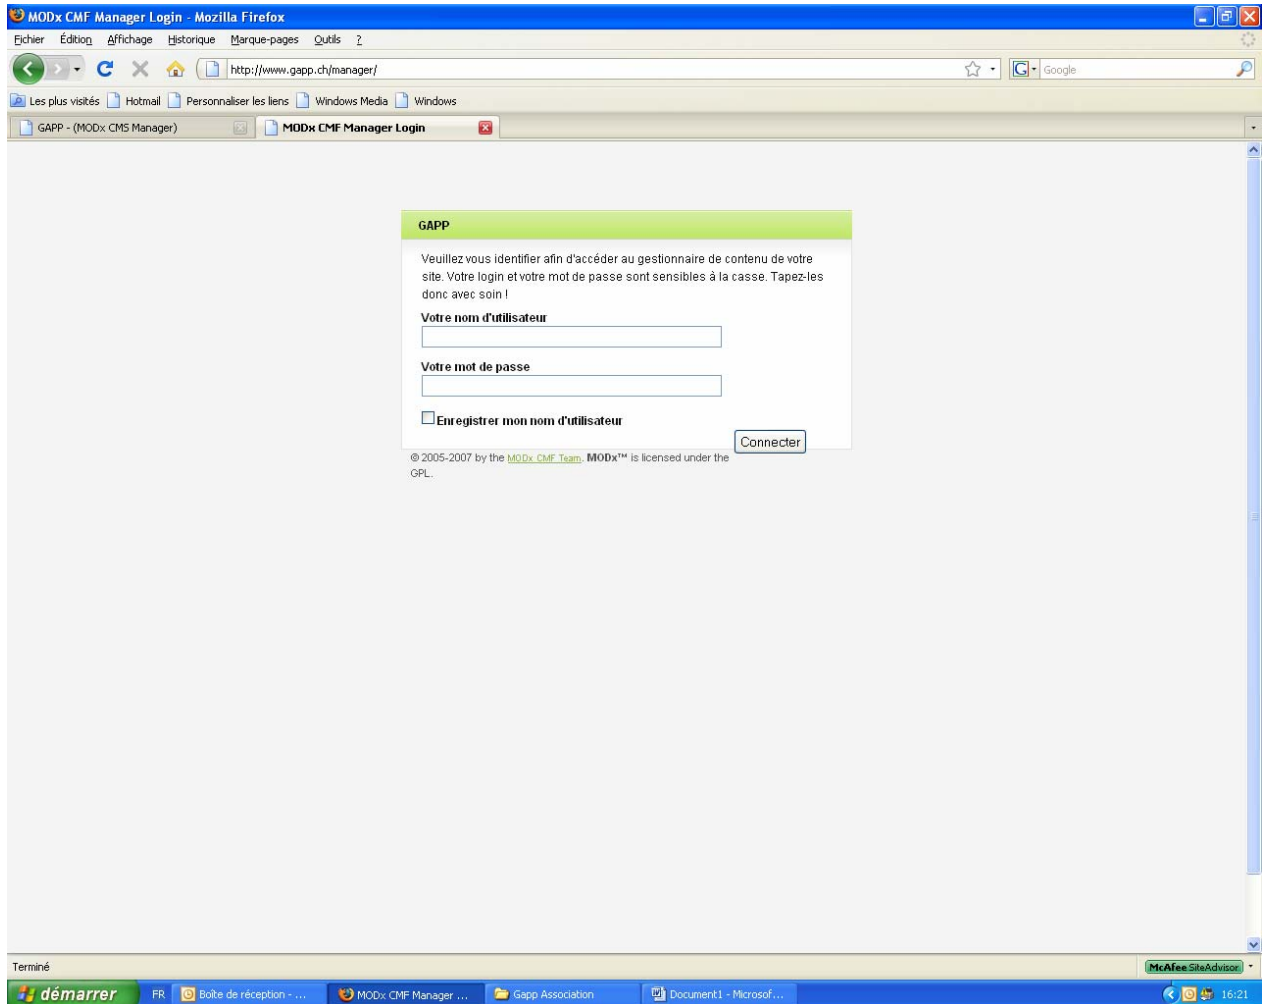 MODx CMF Manager Login - Mozilla Firefox
Fichier Édition Affichage Historique Marque-pages Outils ?
http://www.gapp.ch/manager/
G Google
Les plus visités Hotmail Personnaliser les liens Windows Media Windows
GAPP - (MODx CMS Manager) MODx CMF Manager Login
GAPP
Veuillez vous identifier afin d'accéder au gestionnaire de contenu de votre
site. Votre login et votre mot de passe sont sensibles à la casse. Tapez-les
donc avec soin !
Votre nom d'utilisateur
Votre mot de passe
Enregistrer mon nom d'utilisateur
Connecter
© 2005-2007 by the MODx CMF Team. MODx™ is licensed under the
GPL.
Terminé
McAfee SiteAdvisor
démarrer FR Boîte de réception - ... MODx CMF Manager ... Gapp Association Document1 - Microsof... 16:21